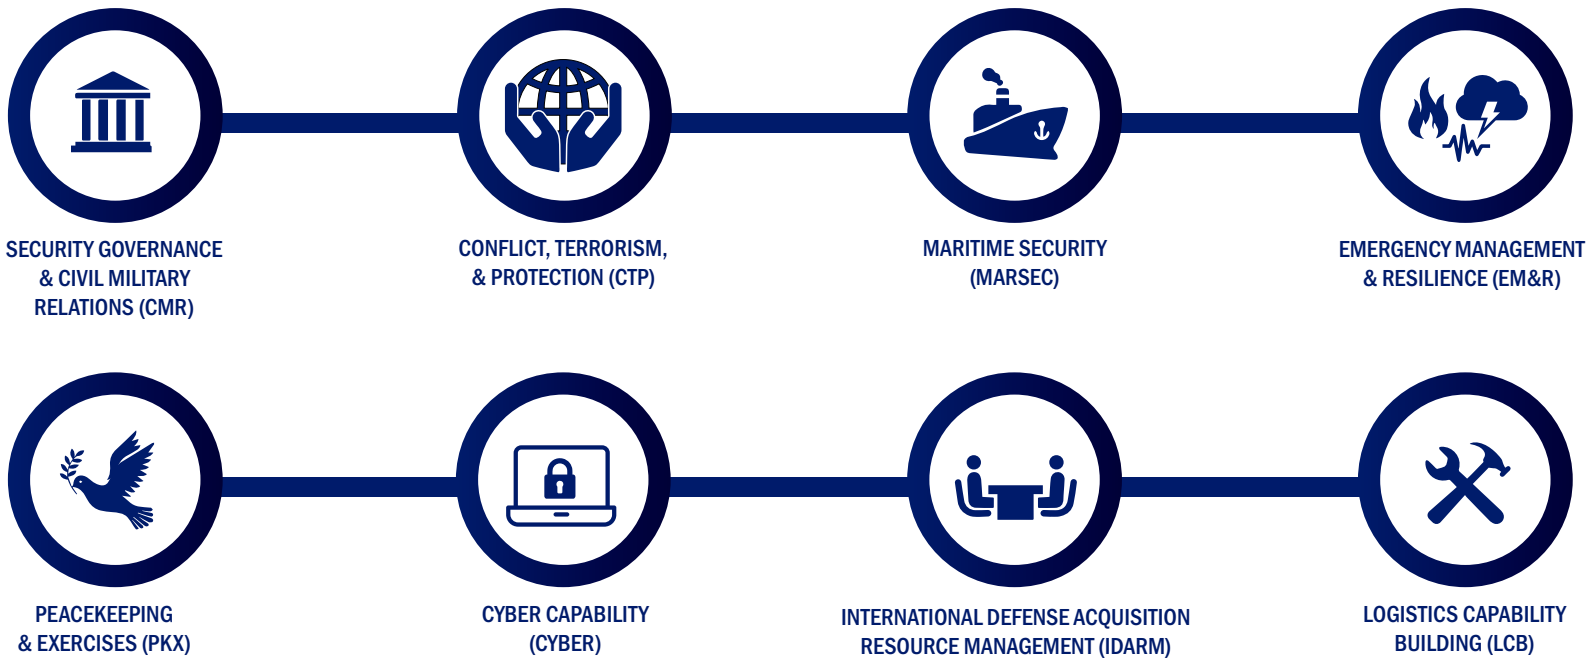 SECURITY GOVERNANCE
& CIVIL MILITARY
RELATIONS (CMR)
CONFLICT, TERRORISM,
& PROTECTION (CTP)
MARITIME SECURITY
(MARSEC)
EMERGENCY MANAGEMENT
& RESILIENCE (EM&R)
PEACEKEEPING
& EXERCISES (PKX)
CYBER CAPABILITY
(CYBER)
INTERNATIONAL DEFENSE ACQUISITION
RESOURCE MANAGEMENT (IDARM)
LOGISTICS CAPABILITY
BUILDING (LCB)